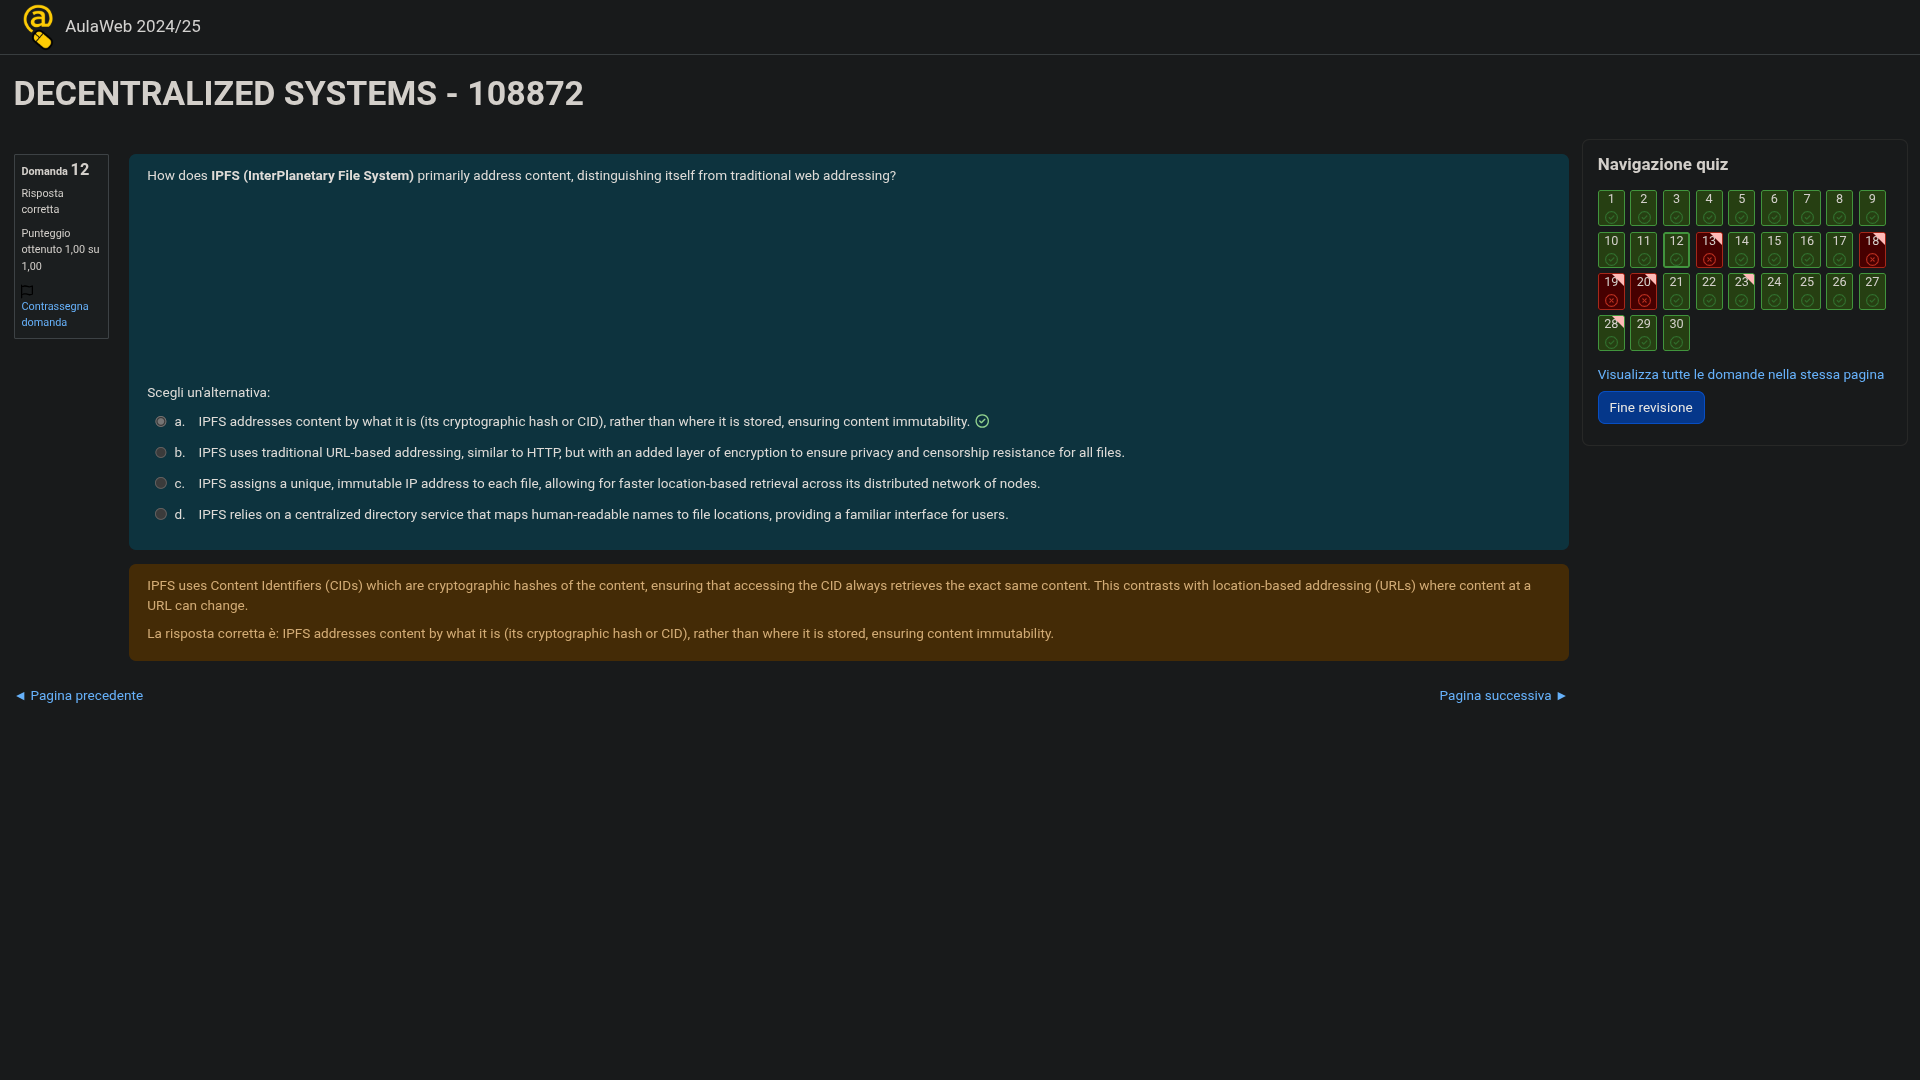 AulaWeb 2024/25
DECENTRALIZED SYSTEMS - 108872
Domanda 12
Risposta
corretta
Punteggio
ottenuto 1,00 su
1,00
Contrassegna
domanda
How does IPFS (InterPlanetary File System) primarily address content, distinguishing itself from traditional web addressing?
Scegli un'alternativa:
a. IPFS addresses content by what it is (its cryptographic hash or CID), rather than where it is stored, ensuring content immutability.
b. IPFS uses traditional URL-based addressing, similar to HTTP, but with an added layer of encryption to ensure privacy and censorship resistance for all files.
c. IPFS assigns a unique, immutable IP address to each file, allowing for faster location-based retrieval across its distributed network of nodes.
d. IPFS relies on a centralized directory service that maps human-readable names to file locations, providing a familiar interface for users.
IPFS uses Content Identifiers (CIDs) which are cryptographic hashes of the content, ensuring that accessing the CID always retrieves the exact same content. This contrasts with location-based addressing (URLs) where content at a
URL can change.
La risposta corretta è: IPFS addresses content by what it is (its cryptographic hash or CID), rather than where it is stored, ensuring content immutability.
◄ Pagina precedente
Pagina successiva ►
Navigazione quiz
1 2 3 4 5 6 7 8 9
10 11 12 13 14 15 16 17 18
19 20 21 22 23 24 25 26 27
28 29 30
Visualizza tutte le domande nella stessa pagina
Fine revisione